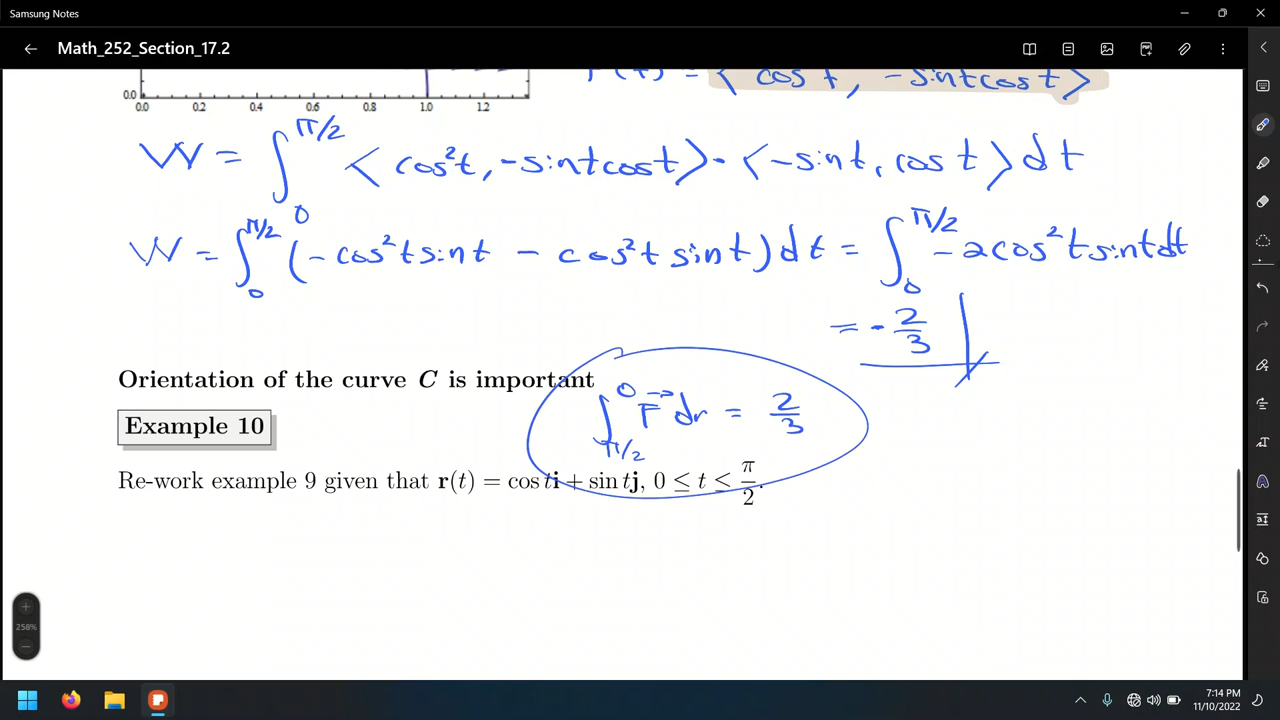 Samsung Notes
Math_252_Section_17.2
0.0
0.0 0.2 0.4 0.6 0.8 1.0 1.2
= ⟨cos t, -sin t cos t⟩
W = ∫_0^{π/2} ⟨cos²t, -sin t cos t⟩ · ⟨-sin t, cos t⟩ dt
W = ∫_0^{π/2} (-cos²t sin t - cos²t sin t) dt = ∫_0^{π/2} -2cos²t sin t dt
= -2/3
Orientation of the curve C is important
∫_{π/2}^0 F⃗ dr = 2/3
Example 10
Re-work example 9 given that r(t) = cos ti + sin tj, 0 ≤ t ≤ π/2.
258%
7:14 PM
11/10/2022